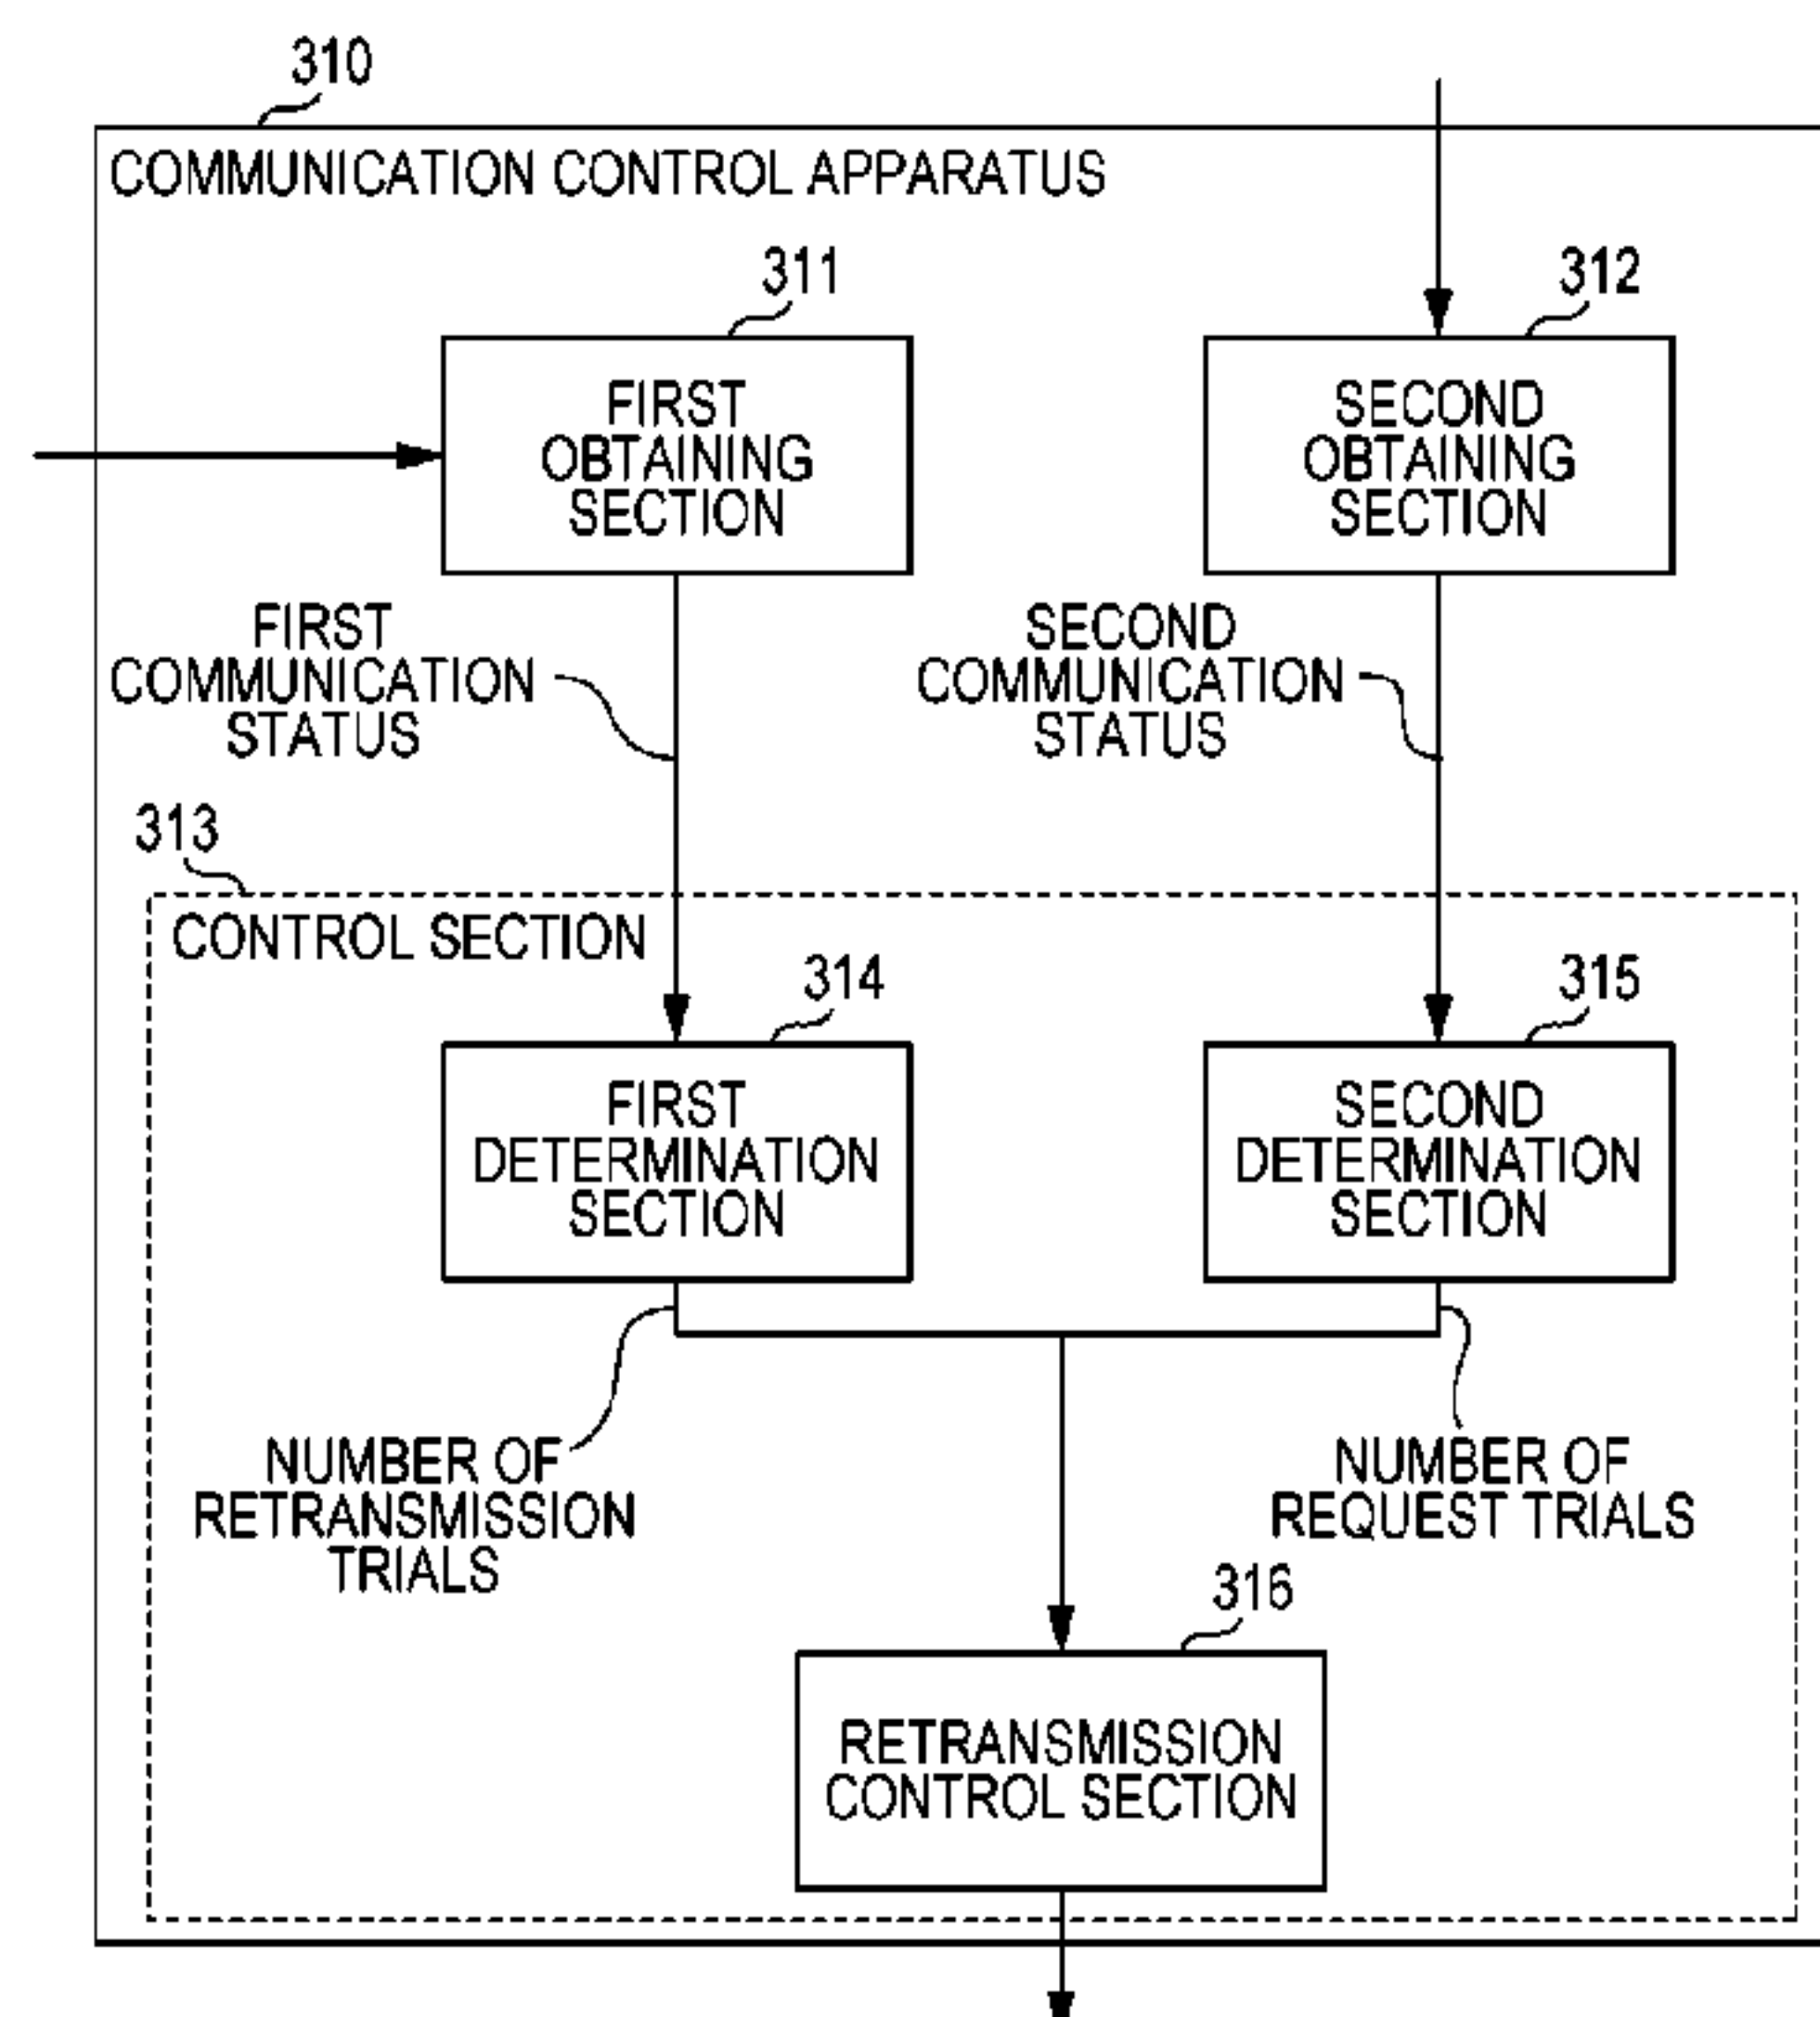 310
COMMUNICATION CONTROL APPARATUS
311
312
FIRST
OBTAINING
SECTION
SECOND
OBTAINING
SECTION
FIRST
COMMUNICATION
STATUS
SECOND
COMMUNICATION
STATUS
313
CONTROL SECTION
314
315
FIRST
DETERMINATION
SECTION
SECOND
DETERMINATION
SECTION
NUMBER OF
RETRANSMISSION
TRIALS
NUMBER OF
REQUEST TRIALS
316
RETRANSMISSION
CONTROL SECTION